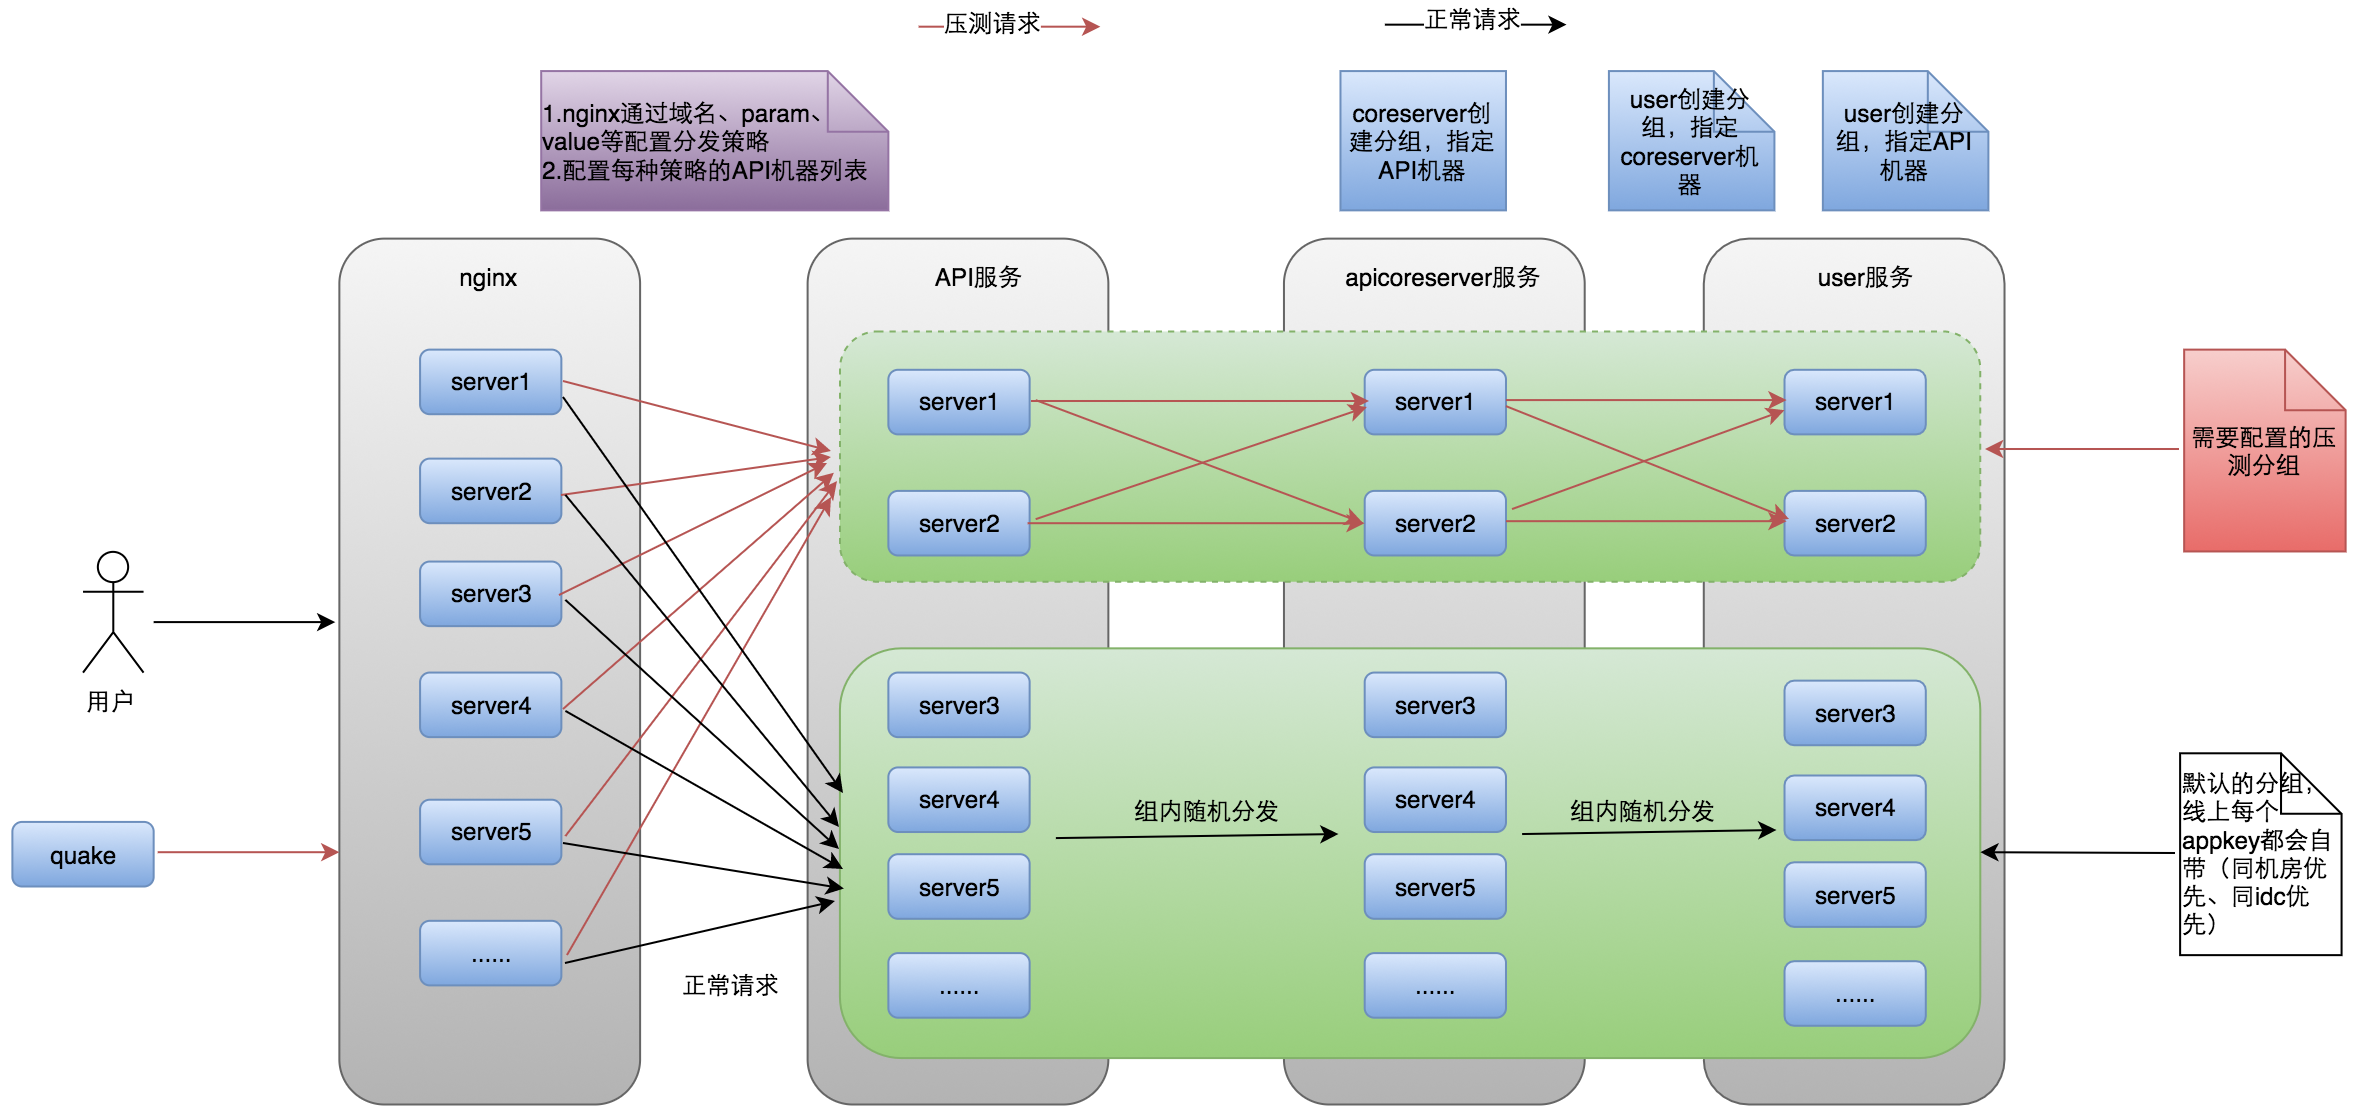 压测请求
正常请求
1.nginx通过域名、param、
value等配置分发策略
2.配置每种策略的API机器列表
coreserver创
建分组，指定
API机器
user创建分
组，指定
coreserver机
器
user创建分
组，指定API
机器
nginx
API服务
apicoreserver服务
user服务
server1
server2
server3
server4
server5
......
server1
server2
server1
server2
server1
server2
需要配置的压
测分组
用户
quake
server3
server4
server5
......
组内随机分发
server3
server4
server5
......
组内随机分发
server3
server4
server5
......
正常请求
默认的分组，
线上每个
appkey都会自
带（同机房优
先、同idc优
先）